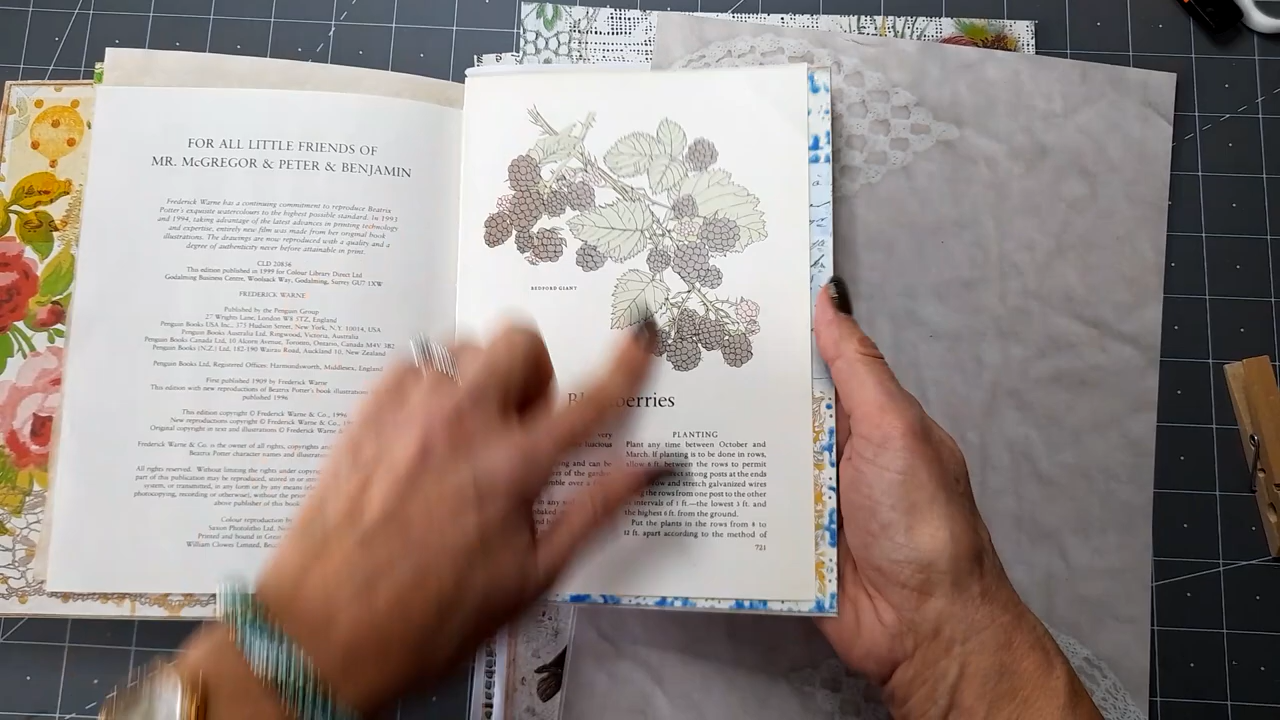 FOR ALL LITTLE FRIENDS OF
MR. McGREGOR & PETER & BENJAMIN
Frederick Warne has a continuing commitment to reproduce Beatrix
Potter's exquisite watercolours to the highest possible standard. In 1993
and 1994, taking advantage of the latest advances in printing technology
and expertise, entirely new film was made from her original book
illustrations. The drawings are now reproduced with a quality and a
degree of authenticity never before attainable in print.
CLD 20856
This edition published in 1999 for Colour Library Direct Ltd
Godalming Business Centre, Woolsack Way, Godalming, Surrey GU7 1XW
FREDERICK WARNE
Published by the Penguin Group
27 Wrights Lane, London W8 5TZ, England
Penguin Books USA Inc., 375 Hudson Street, New York, N.Y. 10014, USA
Penguin Books Australia Ltd, Ringwood, Victoria, Australia
Penguin Books Canada Ltd, 10 Alcorn Avenue, Toronto, Ontario, Canada M4V 3B2
Penguin Books (N.Z.) Ltd, 182-190 Wairau Road, Auckland 10, New Zealand
Penguin Books Ltd, Registered Offices: Harmondsworth, Middlesex, England
First published 1909 by Frederick Warne
This edition with new reproductions of Beatrix Potter's book
published 1996
This edition copyright © Frederick Warne & Co., 1996
New reproductions copyright © Frederick Warne & Co.
Original copyright in text and illustrations © Frederick Warne &
Frederick Warne & Co. is the owner of all rights, copyrights
Beatrix Potter character names and
All rights reserved. Without limiting the rights under
part of this publication may be reproduced, stored in or
system, or transmitted, in any form or by any means
photocopying, recording or otherwise), without the prior
above publisher of this
Colour reproduction by
Saxon Photolitho Ltd,
Printed and bound in
William Clowes Limited,
BEDFORD GIANT
erries
very
luscious
ing and can be
of the
PLANTING
Plant any time between October and
March. If planting is to be done in rows,
allow 6 ft. between the rows to permit
strong posts at the ends
row and stretch galvanized wires
the rows from one post to the other
intervals of 1 ft.—the lowest 3 ft. and
the highest 6 ft. from the ground.
Put the plants in the rows from 8 to
12 ft. apart according to the method of
721